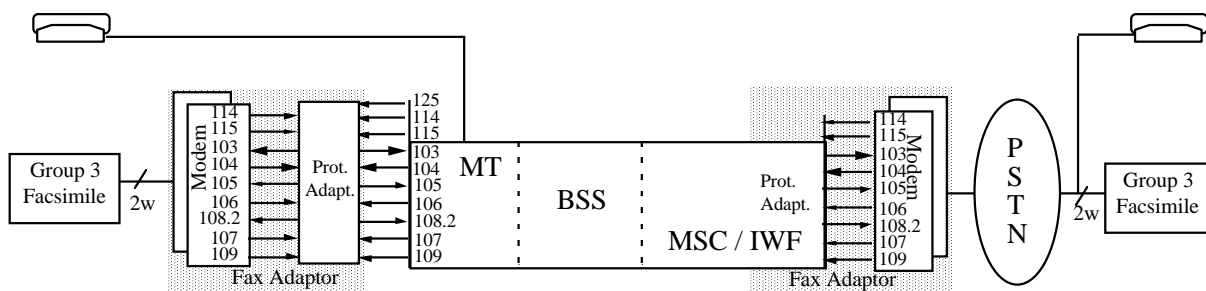 Group 3
Facsimile
2w
Modem
114
115
103
104
105
106
108.2
107
109
Prot.
Adapt.
Fax Adaptor
125
114
115
103
104
105
106
108.2
107
109
MT
BSS
MSC / IWF
Prot.
Adapt.
Fax Adaptor
114
115
103
104
105
106
108.2
107
109
Modem
PSTN
2w
Group 3
Facsimile